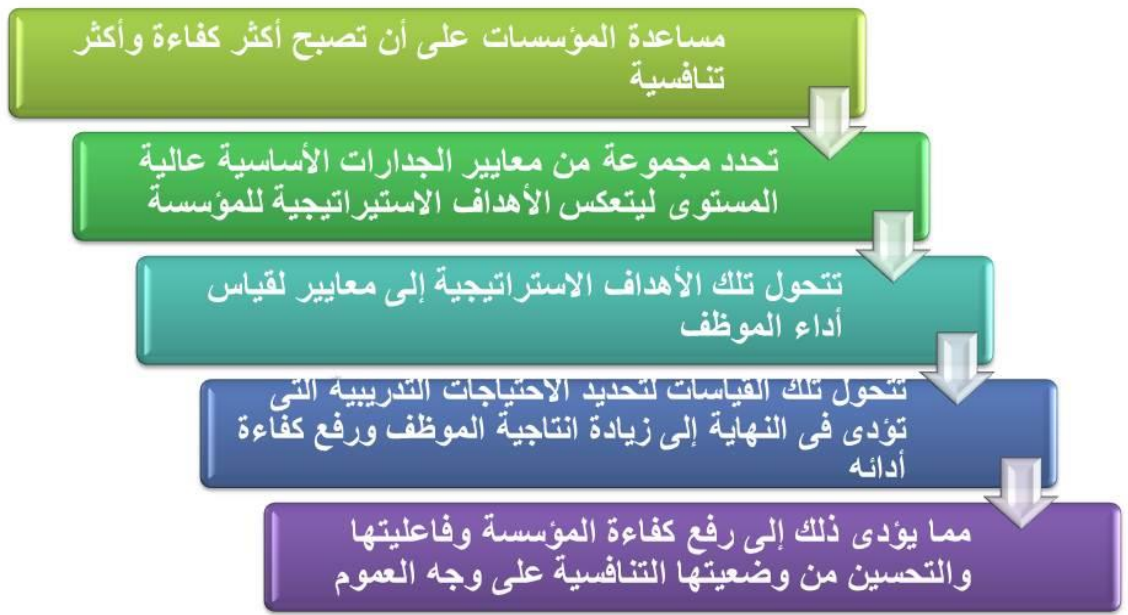 مساعدة المؤسسات على أن تصبح أكثر كفاءة وأكثر
تنافسية
تحدد مجموعة من معايير الجدارات الأساسية عالية
المستوى ليتعكس الأهداف الاستيراتيجية للمؤسسة
تتحول تلك الأهداف الاستراتيجية إلى معايير لقياس
أداء الموظف
تتحول تلك القياسات لتحديد الاحتياجات التدريبية التى
تؤدى فى النهاية إلى زيادة انتاجية الموظف ورفع كفاءة
أدائه
مما يؤدى ذلك إلى رفع كفاءة المؤسسة وفاعليتها
والتحسين من وضعيتها التنافسية على وجه العموم